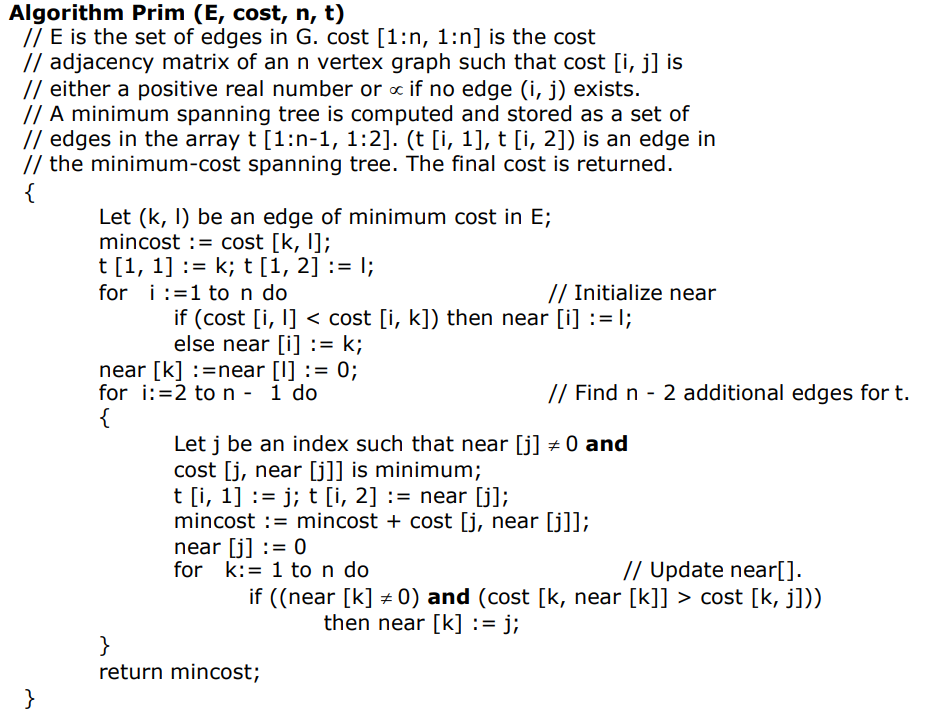 Algorithm Prim (E, cost, n, t)
// E is the set of edges in G. cost [1:n, 1:n] is the cost
// adjacency matrix of an n vertex graph such that cost [i, j] is
// either a positive real number or ∝ if no edge (i, j) exists.
// A minimum spanning tree is computed and stored as a set of
// edges in the array t [1:n-1, 1:2]. (t [i, 1], t [i, 2]) is an edge in
// the minimum-cost spanning tree. The final cost is returned.
{
Let (k, l) be an edge of minimum cost in E;
mincost := cost [k, l];
t [1, 1] := k; t [1, 2] := l;
for i :=1 to n do // Initialize near
if (cost [i, l] < cost [i, k]) then near [i] := l;
else near [i] := k;
near [k] :=near [l] := 0;
for i:=2 to n - 1 do // Find n - 2 additional edges for t.
{
Let j be an index such that near [j] ≠ 0 and
cost [j, near [j]] is minimum;
t [i, 1] := j; t [i, 2] := near [j];
mincost := mincost + cost [j, near [j]];
near [j] := 0
for k:= 1 to n do // Update near[].
if ((near [k] ≠ 0) and (cost [k, near [k]] > cost [k, j]))
then near [k] := j;
}
return mincost;
}